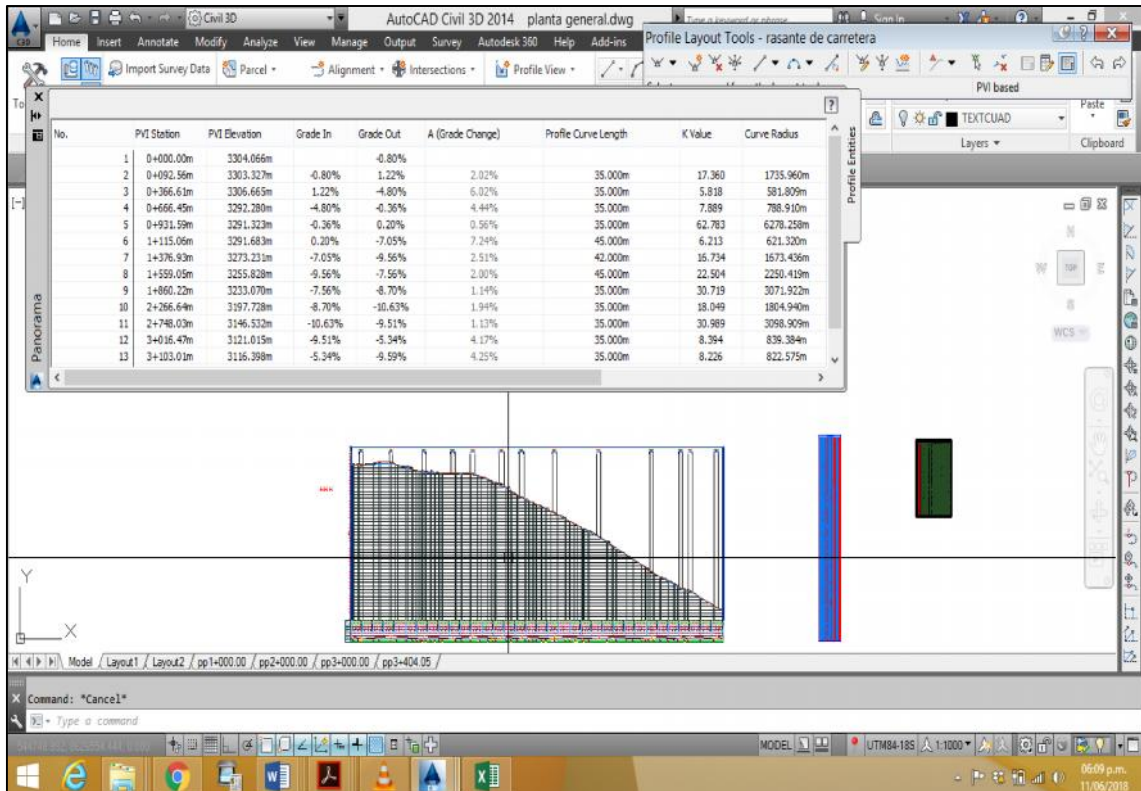 Civil 3D
AutoCAD Civil 3D 2014 planta general.dwg
Type a keyword or phrase
Sign In
Home Insert Annotate Modify Analyze View Manage Output Survey Autodesk 360 Help Add-ins
Profile Layout Tools - rasante de carretera
Import Survey Data Parcel Alignment Intersections Profile View
PVI based
Paste
TEXTCUAD
Layers
Clipboard
No. PVI Station PVI Elevation Grade In Grade Out A (Grade Change) Profile Curve Length K Value Curve Radius
1 0+000.00m 3304.066m -0.80%
2 0+092.56m 3303.327m -0.80% 1.22% 2.02% 35.000m 17.360 1735.960m
3 0+366.61m 3306.665m 1.22% -4.80% 6.02% 35.000m 5.818 581.809m
4 0+666.45m 3292.280m -4.80% -0.36% 4.44% 35.000m 7.889 788.910m
5 0+931.59m 3291.323m -0.36% 0.20% 0.56% 35.000m 62.783 6278.258m
6 1+115.06m 3291.683m 0.20% -7.05% 7.24% 45.000m 6.213 621.320m
7 1+376.93m 3273.231m -7.05% -9.56% 2.51% 42.000m 16.734 1673.436m
8 1+559.05m 3255.828m -9.56% -7.56% 2.00% 45.000m 22.504 2250.419m
9 1+860.22m 3233.070m -7.56% -8.70% 1.14% 35.000m 30.719 3071.922m
10 2+266.64m 3197.728m -8.70% -10.63% 1.94% 35.000m 18.049 1804.940m
11 2+748.03m 3146.532m -10.63% -9.51% 1.13% 35.000m 30.989 3098.909m
12 3+016.47m 3121.015m -9.51% -5.34% 4.17% 35.000m 8.394 839.384m
13 3+103.01m 3116.398m -5.34% -9.59% 4.25% 35.000m 8.226 822.575m
Profile Entities
Panorama
N
W TOP E
S
WCS
Y
X
Model Layout1 Layout2 pp1+000.00 pp2+000.00 pp3+000.00 pp3+404.05
Command: *Cancel*
Type a command
MODEL UTM84-18S 1:1000
06:09 p.m.
11/06/2018